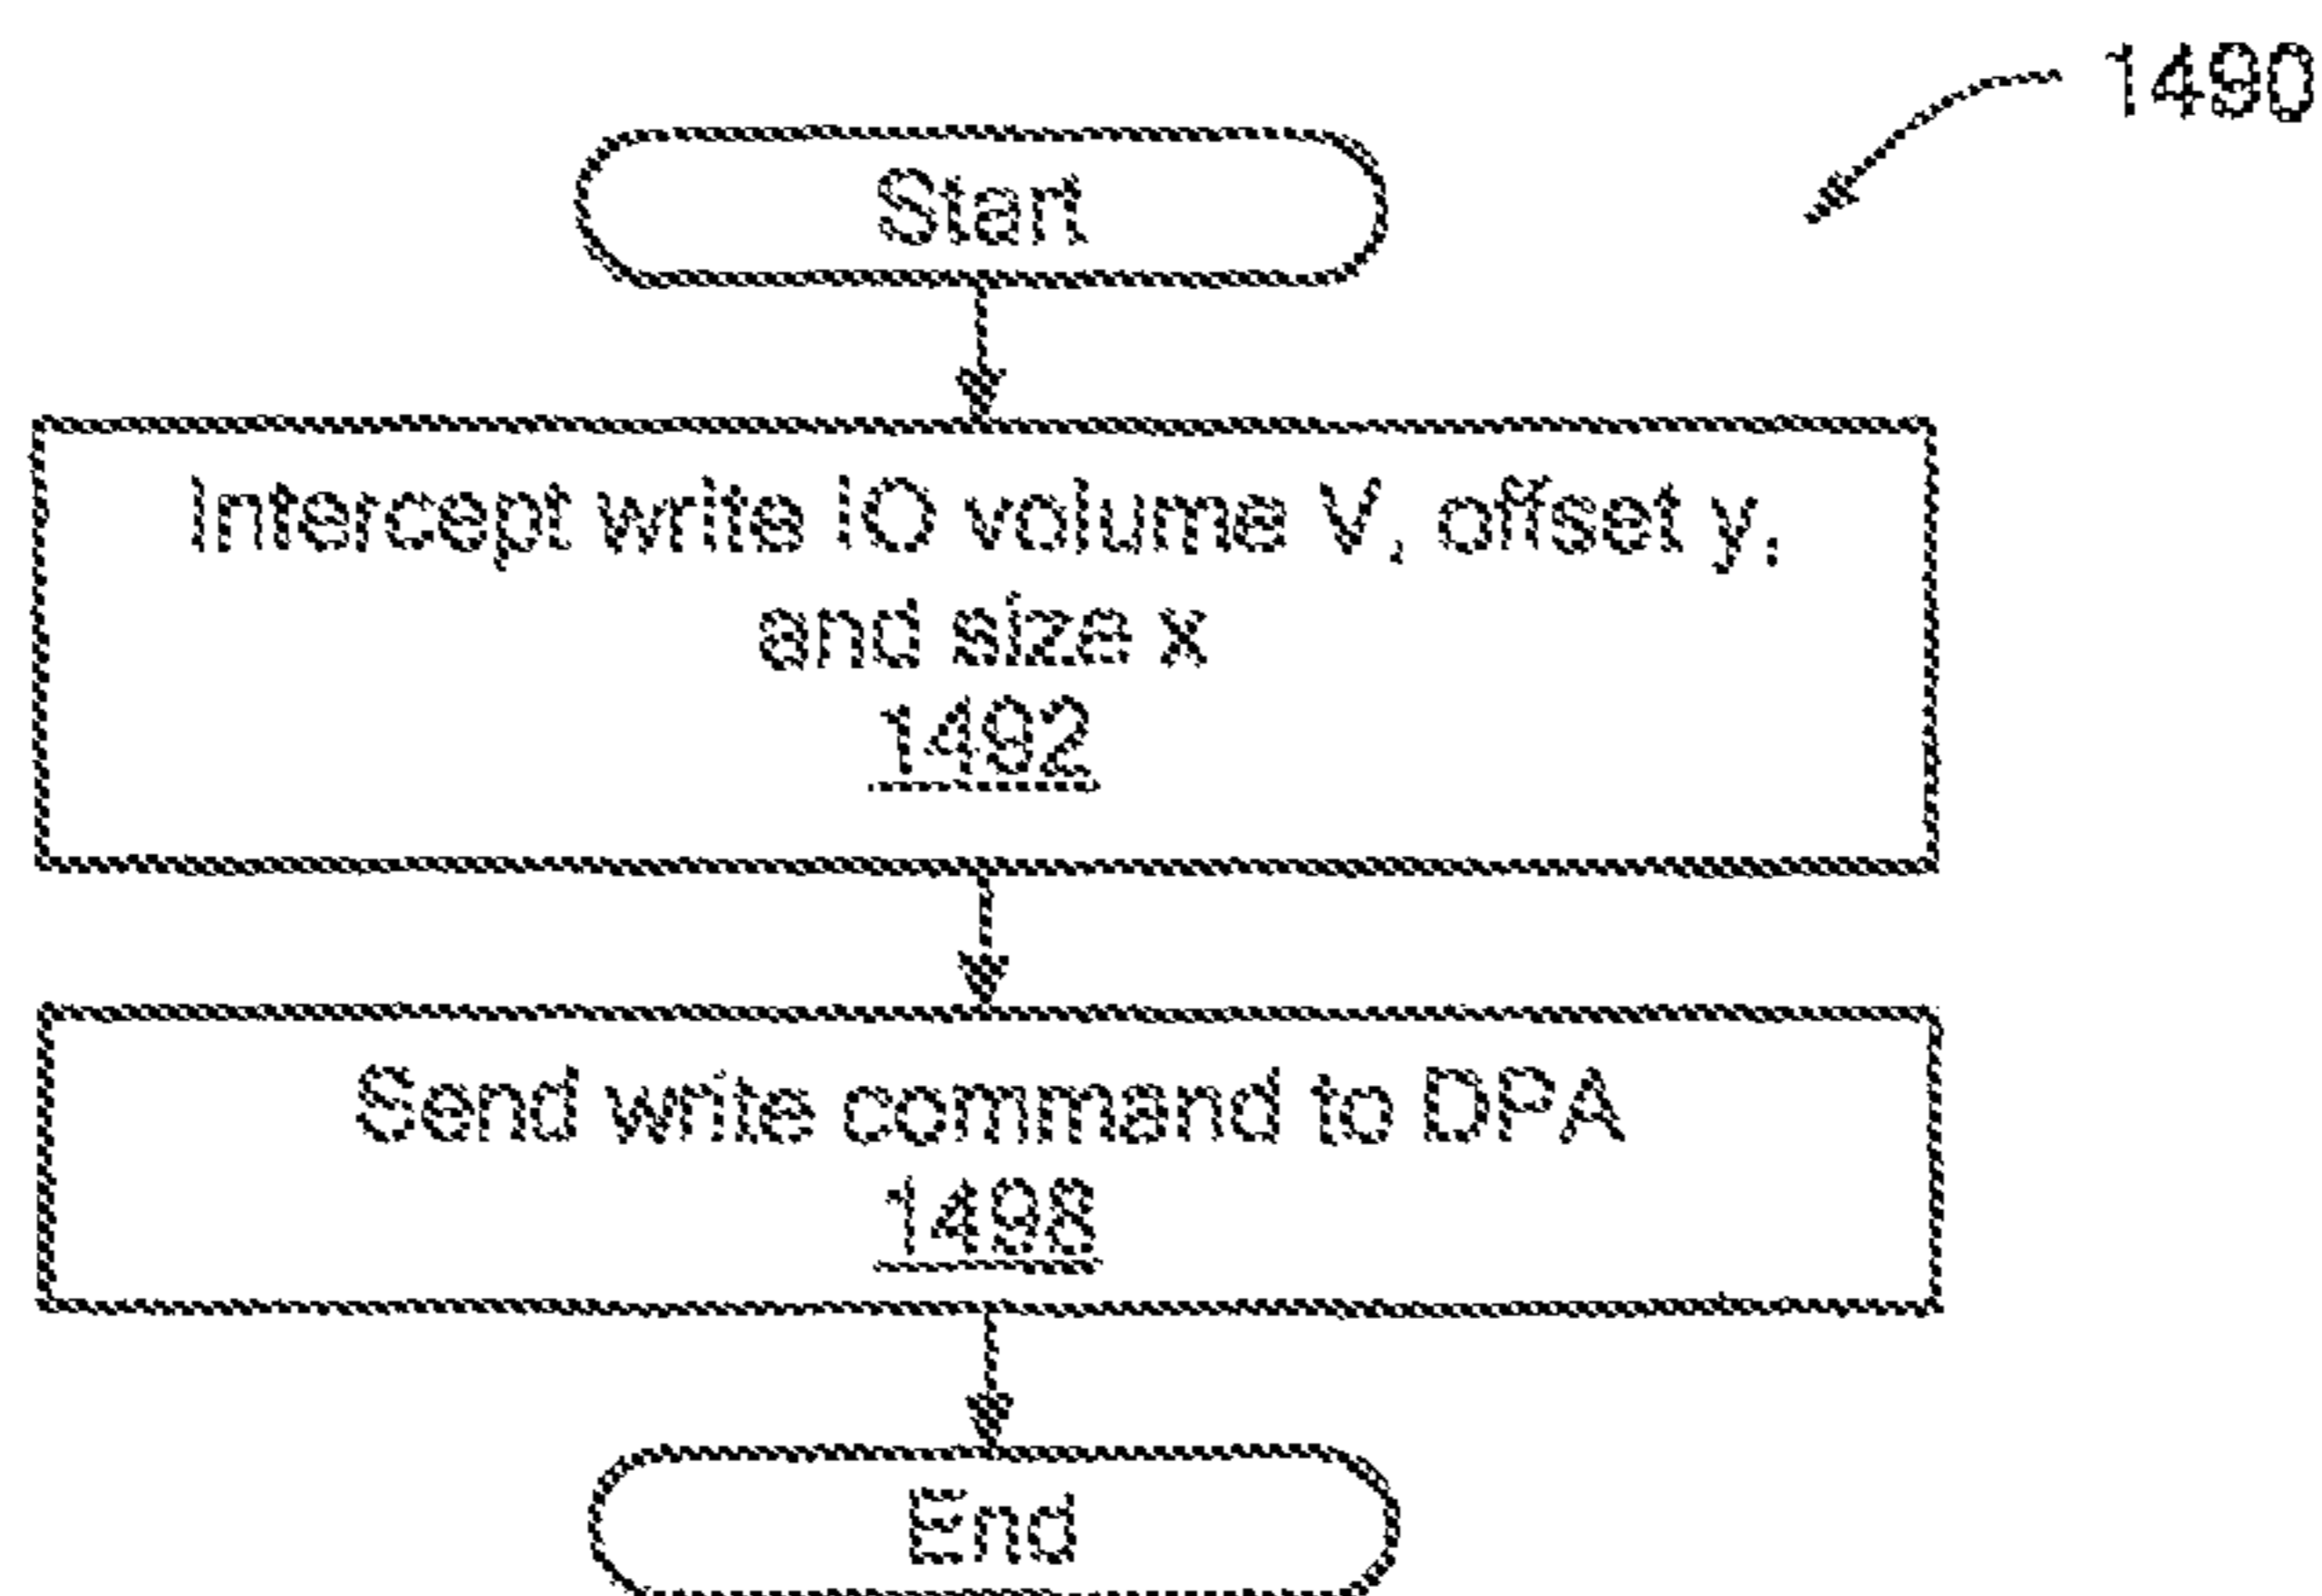 1490
Start
Intercept write IO volume V, offset y,
and size x
1492
Send write command to DPA
1498
End